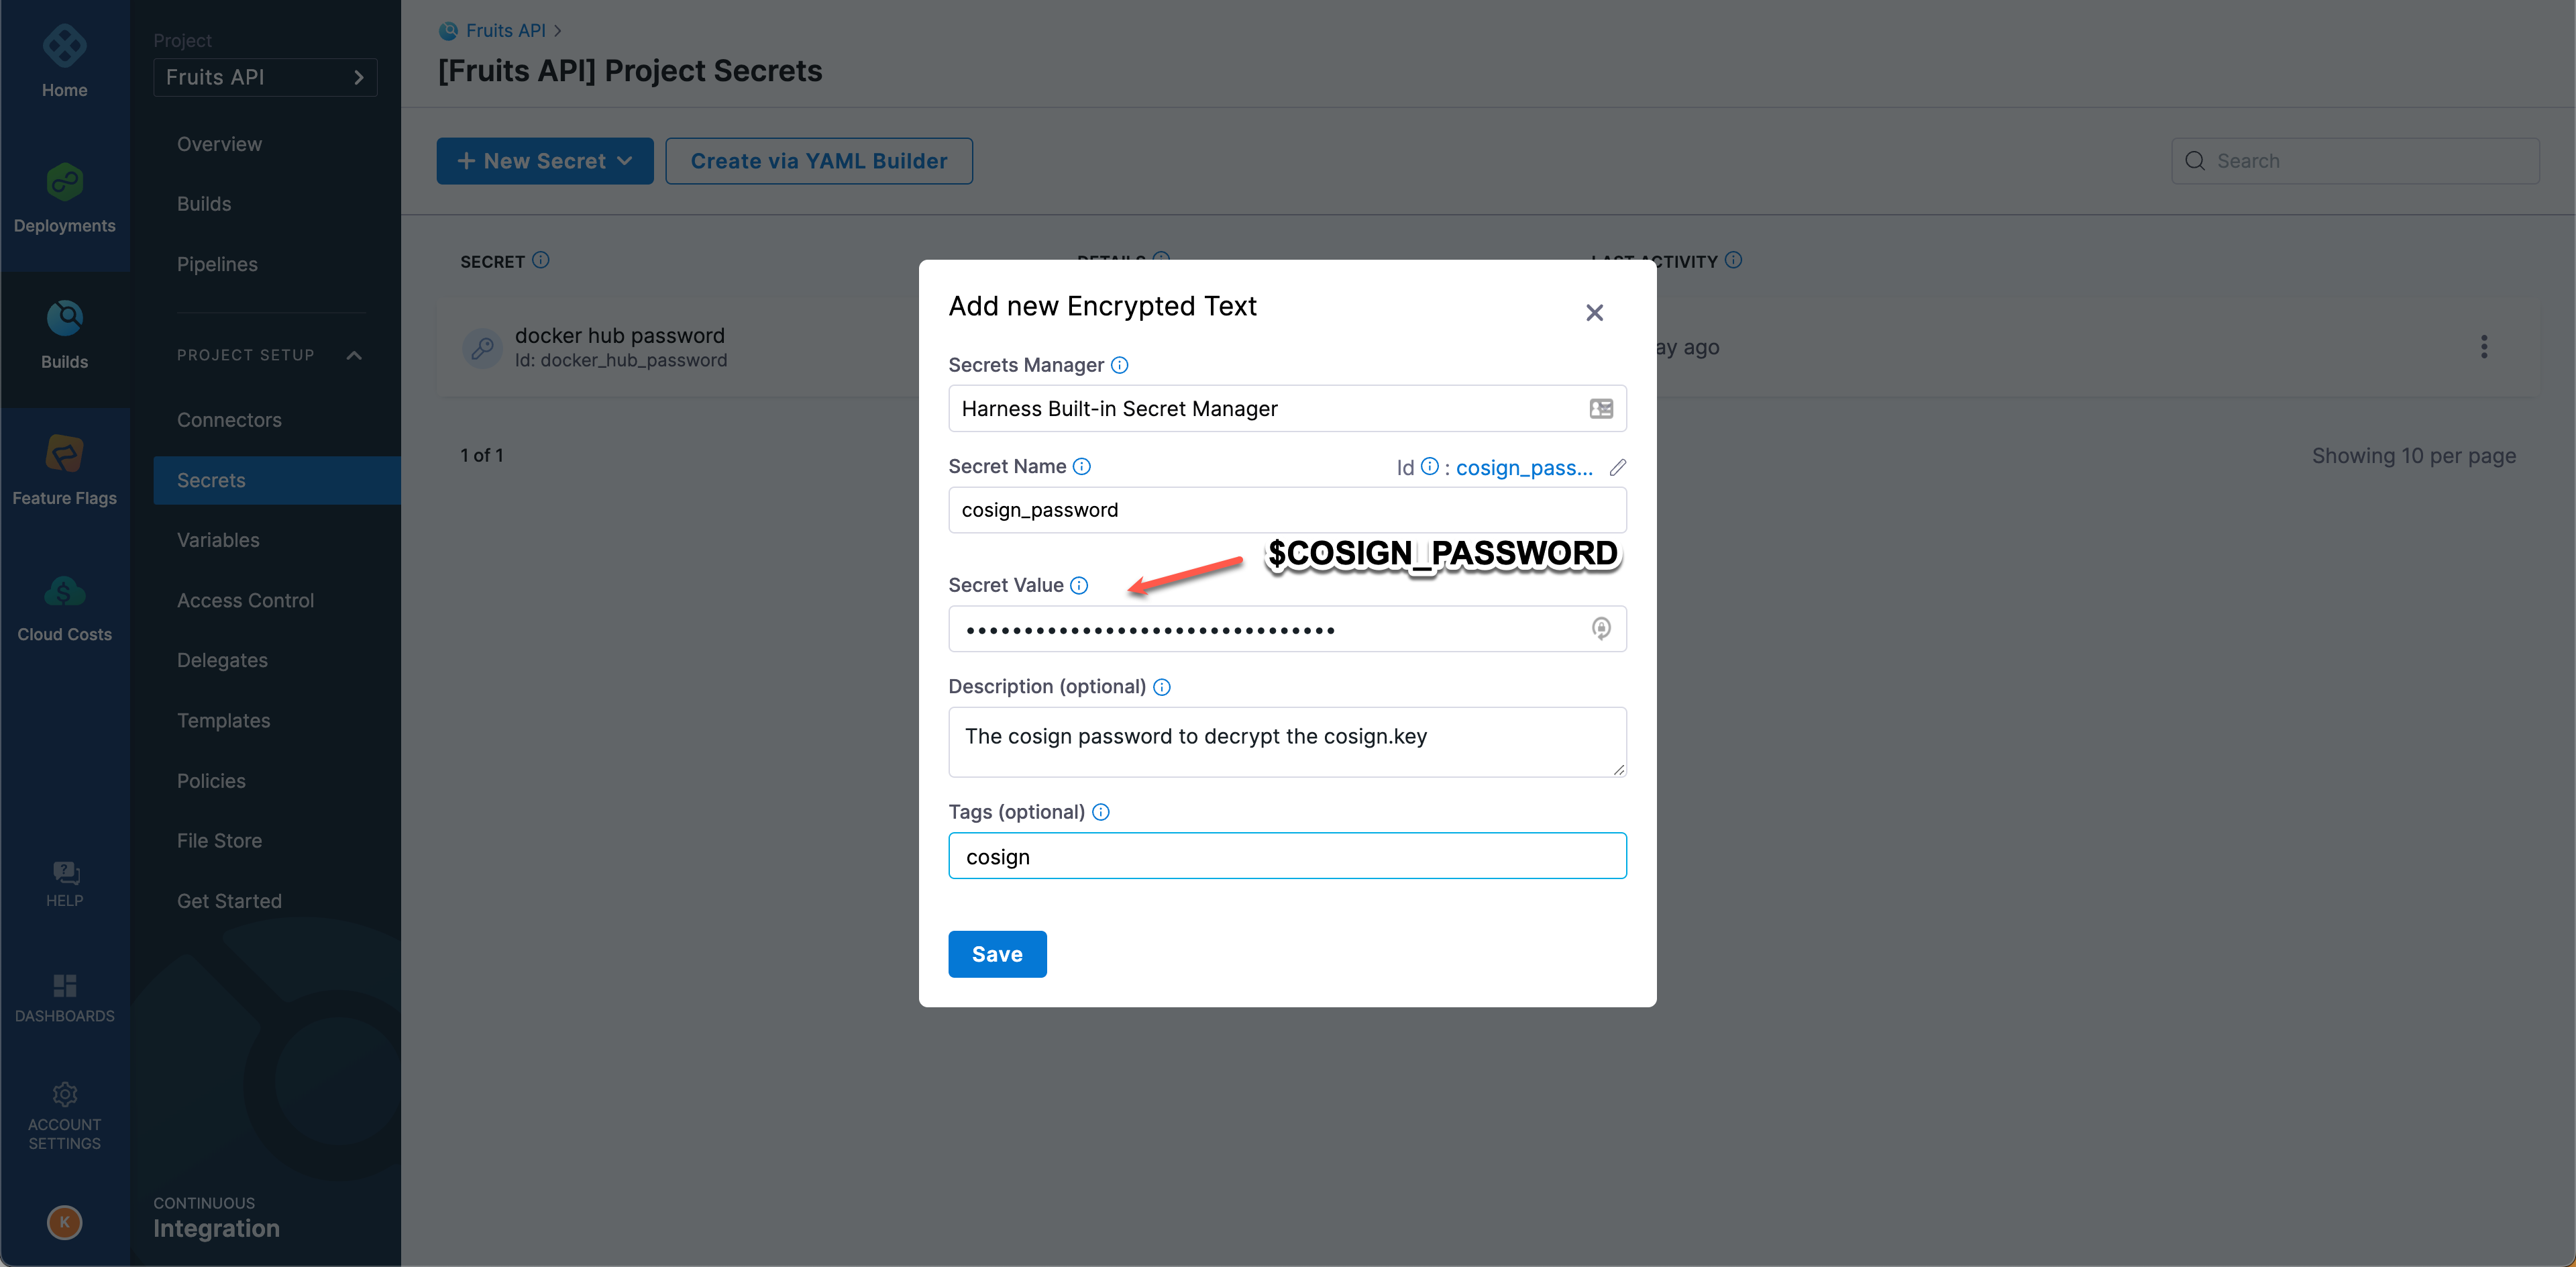 Home
Deployments
Builds
Feature Flags
Cloud Costs
HELP
DASHBOARDS
ACCOUNT
SETTINGS
K
Project
Fruits API
Overview
Builds
Pipelines
PROJECT SETUP
Connectors
Secrets
Variables
Access Control
Delegates
Templates
Policies
File Store
Get Started
CONTINUOUS
Integration
Fruits API
[Fruits API] Project Secrets
New Secret
Create via YAML Builder
Search
SECRET
DETAILS
LAST ACTIVITY
docker hub password
Id: docker_hub_password
ay ago
1 of 1
Showing 10 per page
Add new Encrypted Text
Secrets Manager
Harness Built-in Secret Manager
Secret Name
Id : cosign_pass...
cosign_password
$COSIGN_PASSWORD
Secret Value
Description (optional)
The cosign password to decrypt the cosign.key
Tags (optional)
cosign
Save